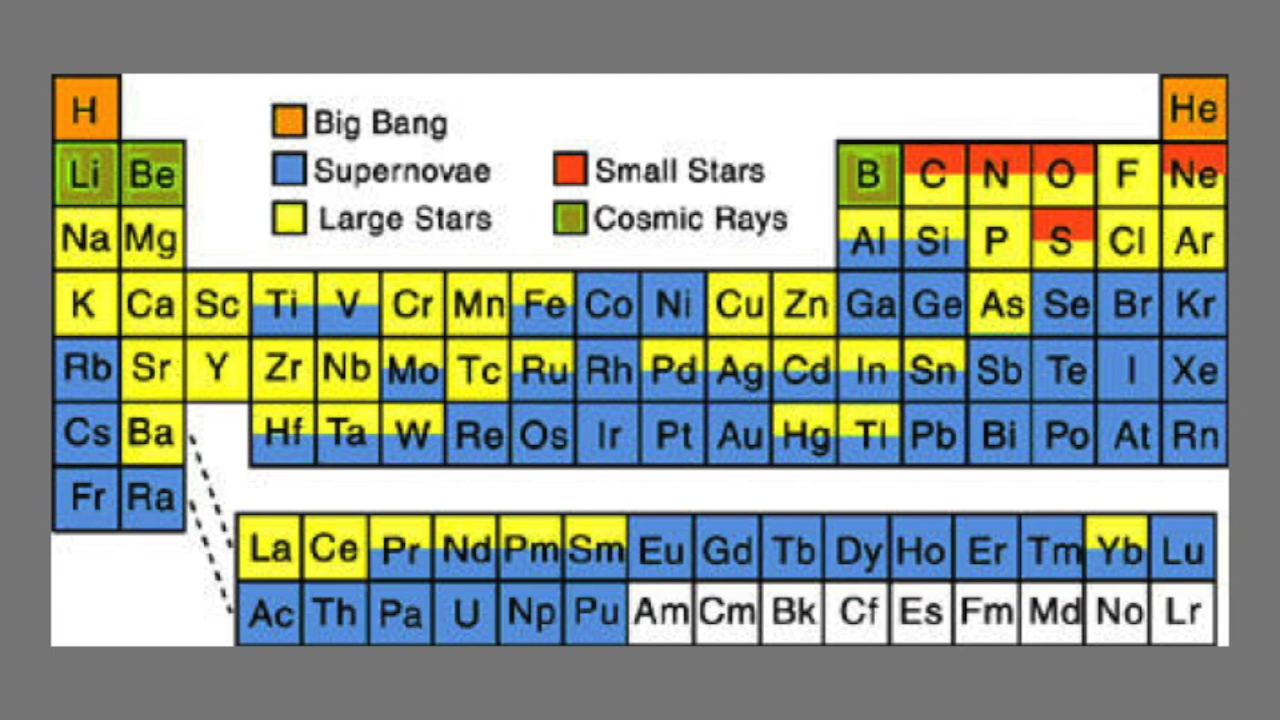 H He
Big Bang
Li Be Supernovae Small Stars B C N O F Ne
Na Mg Large Stars Cosmic Rays Al Si P S Cl Ar
K Ca Sc Ti V Cr Mn Fe Co Ni Cu Zn Ga Ge As Se Br Kr
Rb Sr Y Zr Nb Mo Tc Ru Rh Pd Ag Cd In Sn Sb Te I Xe
Cs Ba Hf Ta W Re Os Ir Pt Au Hg Tl Pb Bi Po At Rn
Fr Ra
La Ce Pr Nd Pm Sm Eu Gd Tb Dy Ho Er Tm Yb Lu
Ac Th Pa U Np Pu Am Cm Bk Cf Es Fm Md No Lr